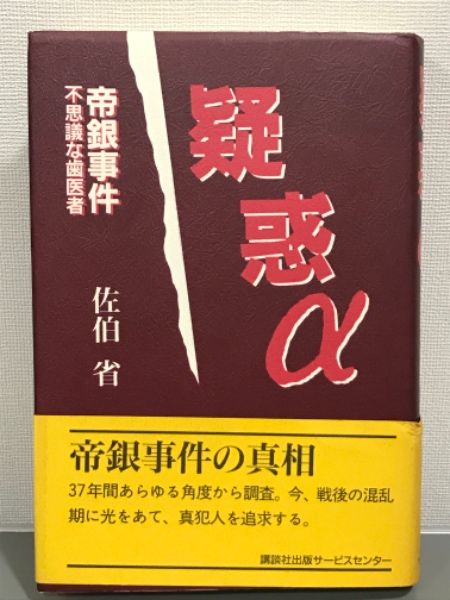 疑惑α
帝銀事件
不思議な歯医者
佐伯 省
帝銀事件の真相
37年間あらゆる角度から調査。今、戦後の混乱
期に光をあて、真犯人を追求する。
講談社出版サービスセンター